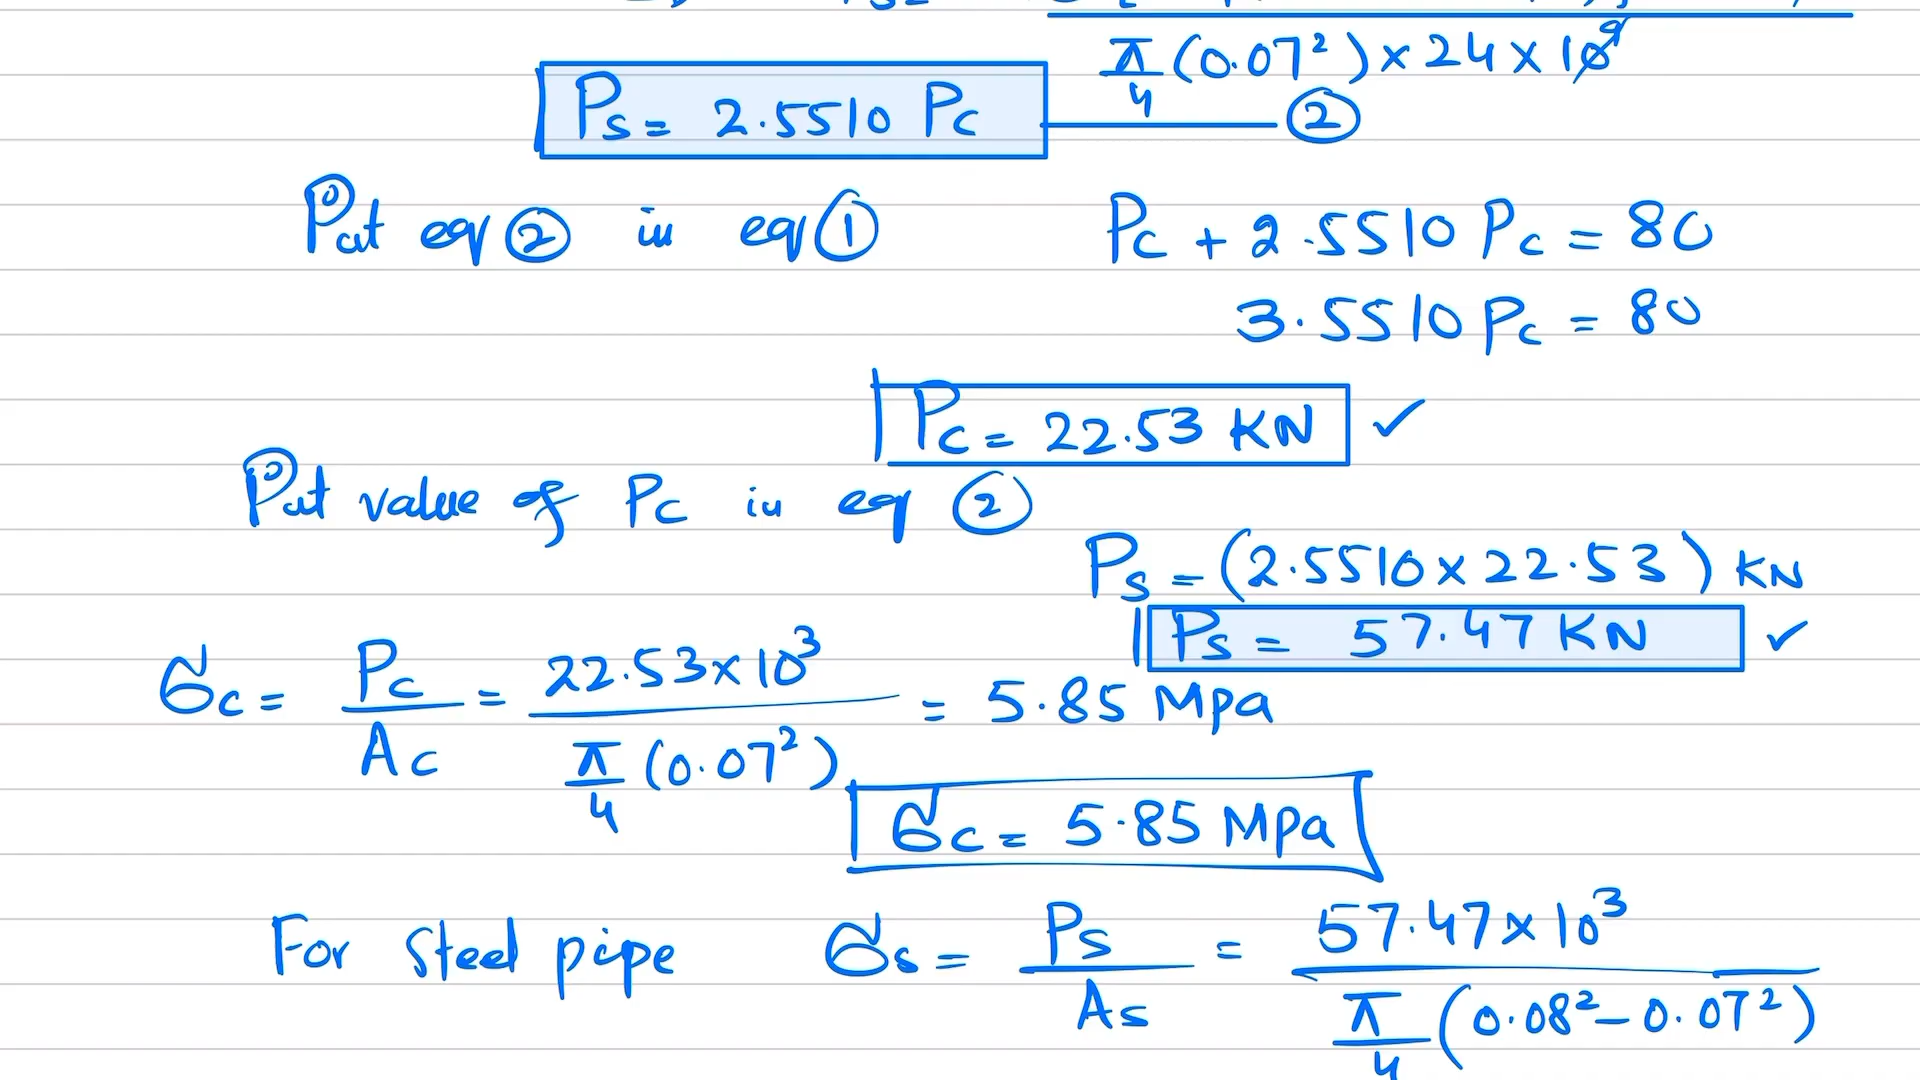 π/4 (0.07²) × 24 × 10⁹
Ps = 2.5510 Pc — ②
Put eq ② in eq ① Pc + 2.5510 Pc = 80
3.5510 Pc = 80
Pc = 22.53 KN ✓
Put value of Pc in eq ②
Ps = (2.5510 × 22.53) KN
Ps = 57.47 KN ✓
σc = Pc/Ac = 22.53×10³ / π/4 (0.07²) = 5.85 MPa
σc = 5.85 MPa
For Steel pipe σs = Ps/As = 57.47×10³ / π/4 (0.08² – 0.07²)